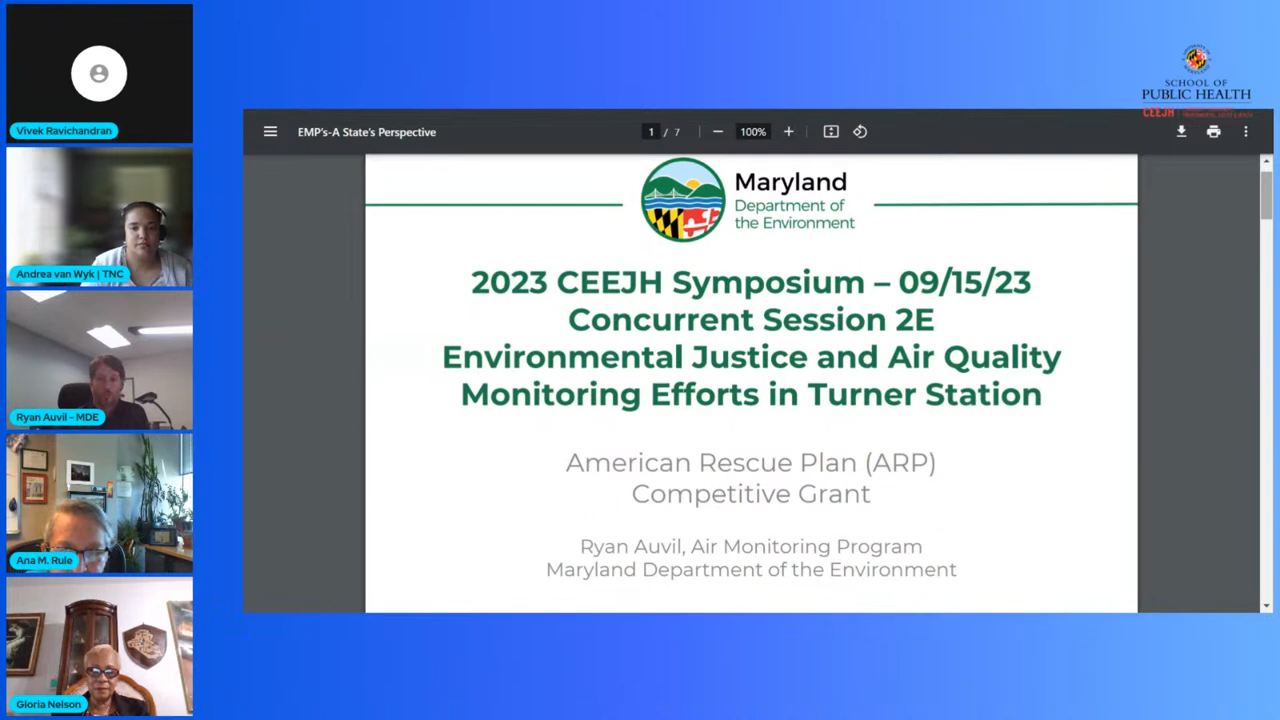 Vivek Ravichandran
Andrea van Wyk | TNC
Ryan Auvil – MDE
Ana M. Rule
Gloria Nelson
SCHOOL OF
PUBLIC HEALTH
CEEJH
EMP's-A State's Perspective
1 / 7
100%
Maryland
Department of
the Environment
2023 CEEJH Symposium – 09/15/23
Concurrent Session 2E
Environmental Justice and Air Quality
Monitoring Efforts in Turner Station
American Rescue Plan (ARP)
Competitive Grant
Ryan Auvil, Air Monitoring Program
Maryland Department of the Environment